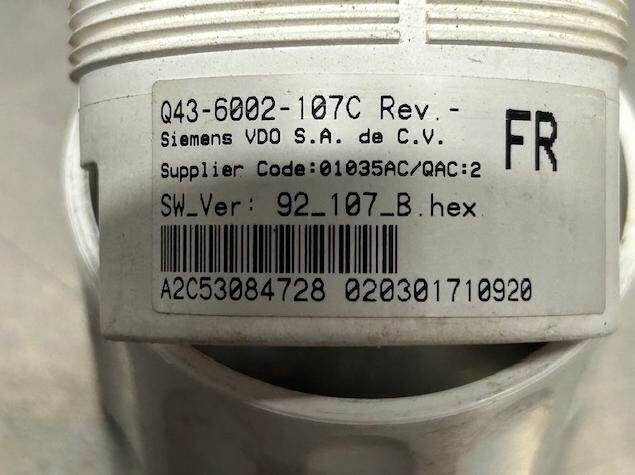 Q43-6002-107C Rev.-
Siemens VDO S.A. de C.V.
FR
Supplier Code:01035AC/QAC:2
SW_Ver: 92_107_B.hex
A2C53084728 020301710920